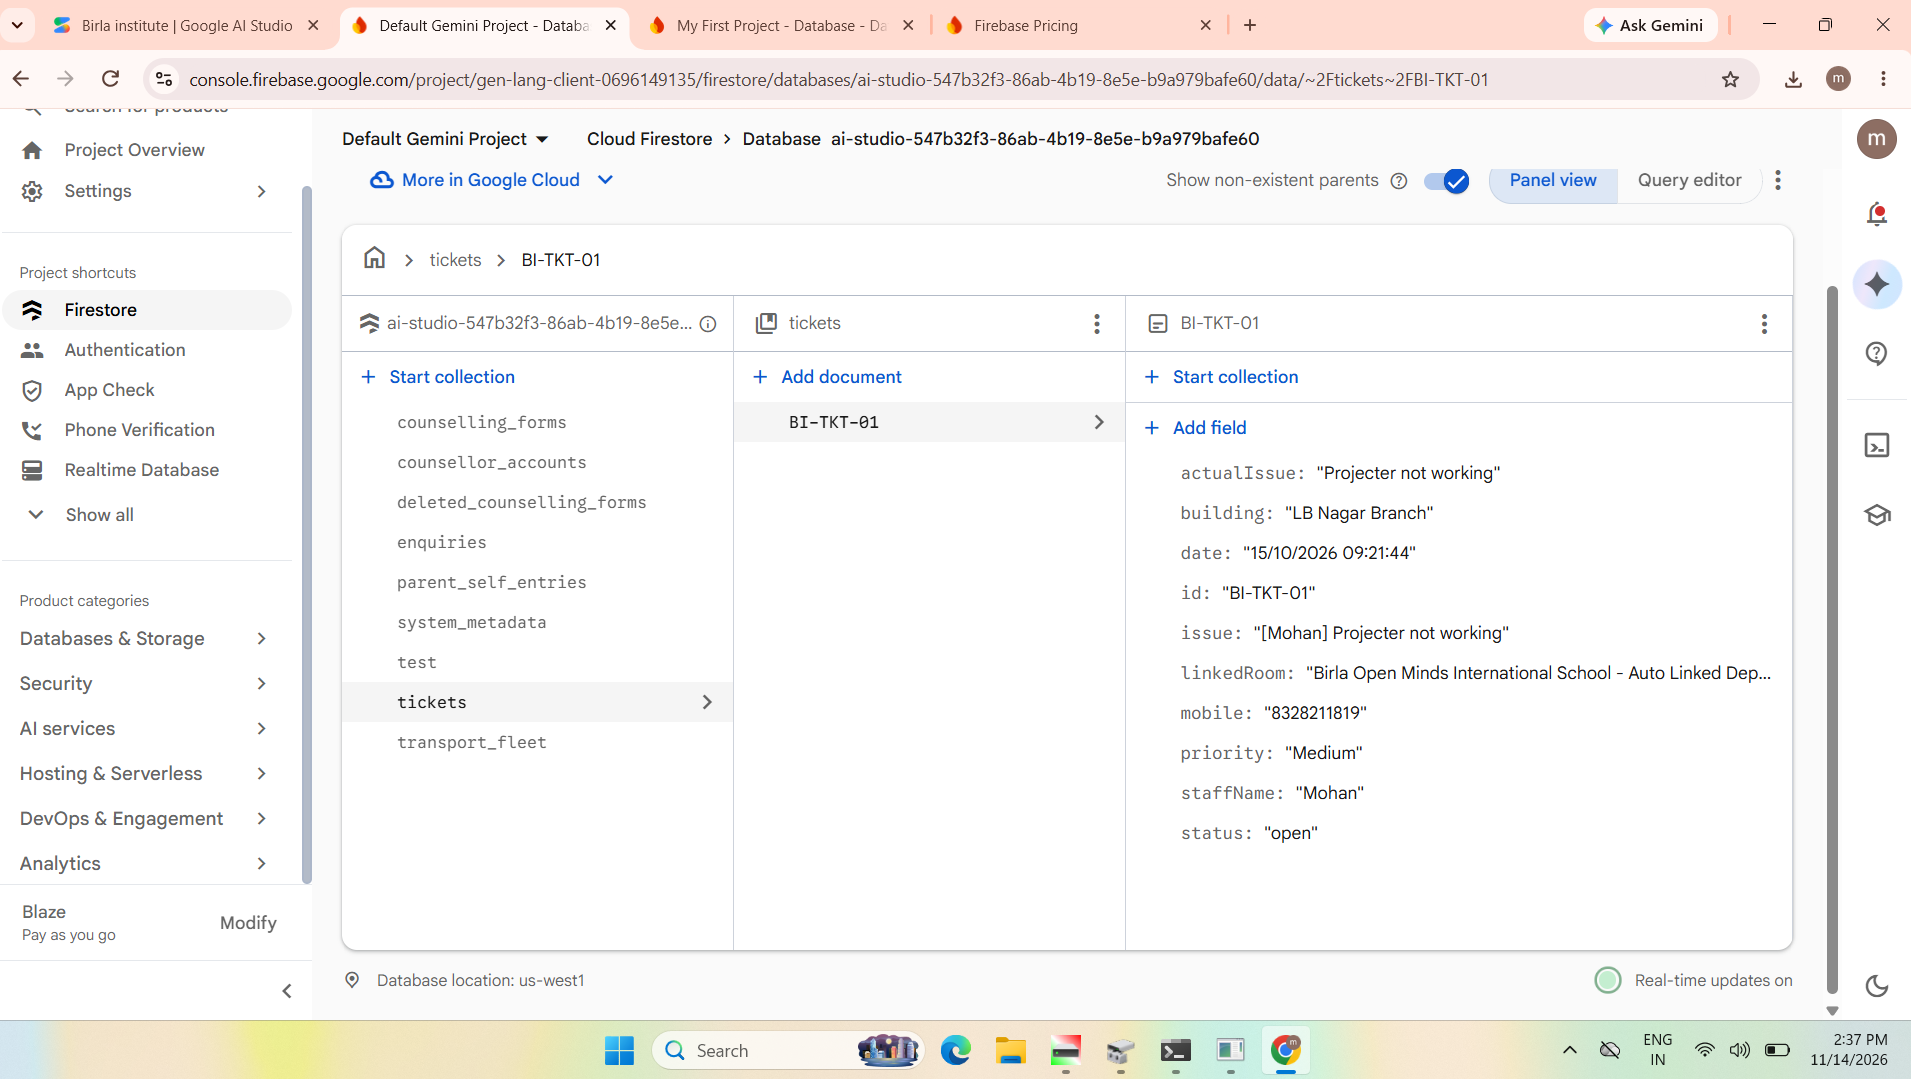 Birla institute | Google AI Studio
Default Gemini Project - Databa
My First Project - Database - Da
Firebase Pricing
Ask Gemini
console.firebase.google.com/project/gen-lang-client-0696149135/firestore/databases/ai-studio-547b32f3-86ab-4b19-8e5e-b9a979bafe60/data/~2Ftickets~2FBI-TKT-01
m
Search for products
Project Overview
Settings
Project shortcuts
Firestore
Authentication
App Check
Phone Verification
Realtime Database
Show all
Product categories
Databases & Storage
Security
AI services
Hosting & Serverless
DevOps & Engagement
Analytics
Blaze
Pay as you go
Modify
Default Gemini Project
Cloud Firestore
Database ai-studio-547b32f3-86ab-4b19-8e5e-b9a979bafe60
m
More in Google Cloud
Show non-existent parents
Panel view
Query editor
tickets
BI-TKT-01
ai-studio-547b32f3-86ab-4b19-8e5e...
Start collection
counselling_forms
counsellor_accounts
deleted_counselling_forms
enquiries
parent_self_entries
system_metadata
test
tickets
transport_fleet
tickets
Add document
BI-TKT-01
BI-TKT-01
Start collection
Add field
actualIssue: "Projecter not working"
building: "LB Nagar Branch"
date: "15/10/2026 09:21:44"
id: "BI-TKT-01"
issue: "[Mohan] Projecter not working"
linkedRoom: "Birla Open Minds International School - Auto Linked Dep...
mobile: "8328211819"
priority: "Medium"
staffName: "Mohan"
status: "open"
Database location: us-west1
Real-time updates on
Search
ENG
IN
2:37 PM
11/14/2026